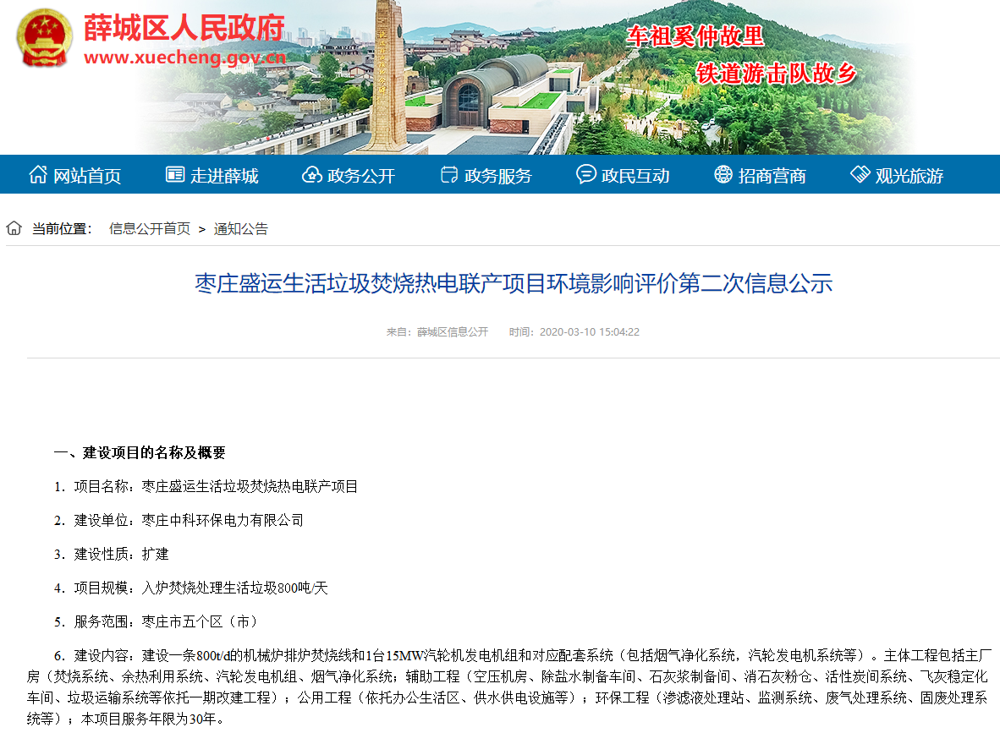 薛城区人民政府
www.xuecheng.gov.cn
车祖奚仲故里
铁道游击队故乡
网站首页 走进薛城 政务公开 政务服务 政民互动 招商营商 观光旅游
当前位置： 信息公开首页 > 通知公告
枣庄盛运生活垃圾焚烧热电联产项目环境影响评价第二次信息公示
来自：薛城区信息公开 时间：2020-03-10 15:04:22
一、建设项目的名称及概要
1．项目名称：枣庄盛运生活垃圾焚烧热电联产项目
2．建设单位：枣庄中科环保电力有限公司
3．建设性质：扩建
4．项目规模：入炉焚烧处理生活垃圾800吨/天
5．服务范围：枣庄市五个区（市）
6．建设内容：建设一条800t/d的机械炉排炉焚烧线和1台15MW汽轮机发电机组和对应配套系统（包括烟气净化系统，汽轮发电机系统等）。主体工程包括主厂
房（焚烧系统、余热利用系统、汽轮发电机组、烟气净化系统；辅助工程（空压机房、除盐水制备车间、石灰浆制备间、消石灰粉仓、活性炭间系统、飞灰稳定化
车间、垃圾运输系统等依托一期改建工程）；公用工程（依托办公生活区、供水供电设施等）；环保工程（渗滤液处理站、监测系统、废气处理系统、固废处理系
统等）；本项目服务年限为30年。